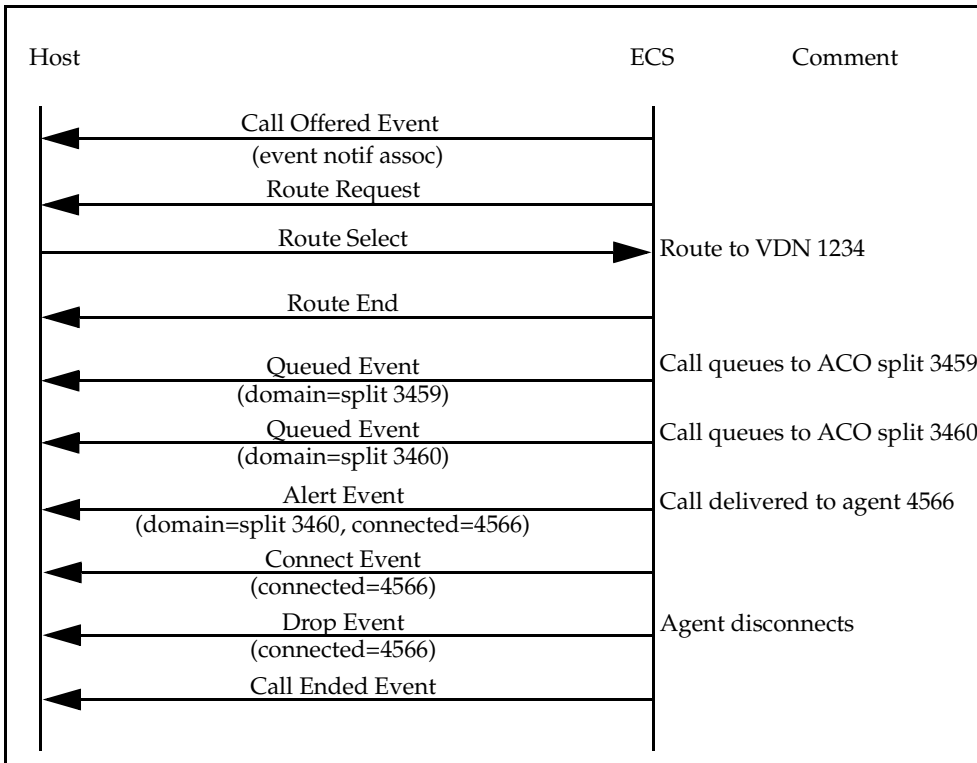 Host ECS Comment
Call Offered Event
(event notif assoc)
Route Request
Route Select
Route to VDN 1234
Route End
Queued Event
Call queues to ACO split 3459
(domain=split 3459)
Queued Event
Call queues to ACO split 3460
(domain=split 3460)
Alert Event
Call delivered to agent 4566
(domain=split 3460, connected=4566)
Connect Event
(connected=4566)
Drop Event
Agent disconnects
(connected=4566)
Call Ended Event